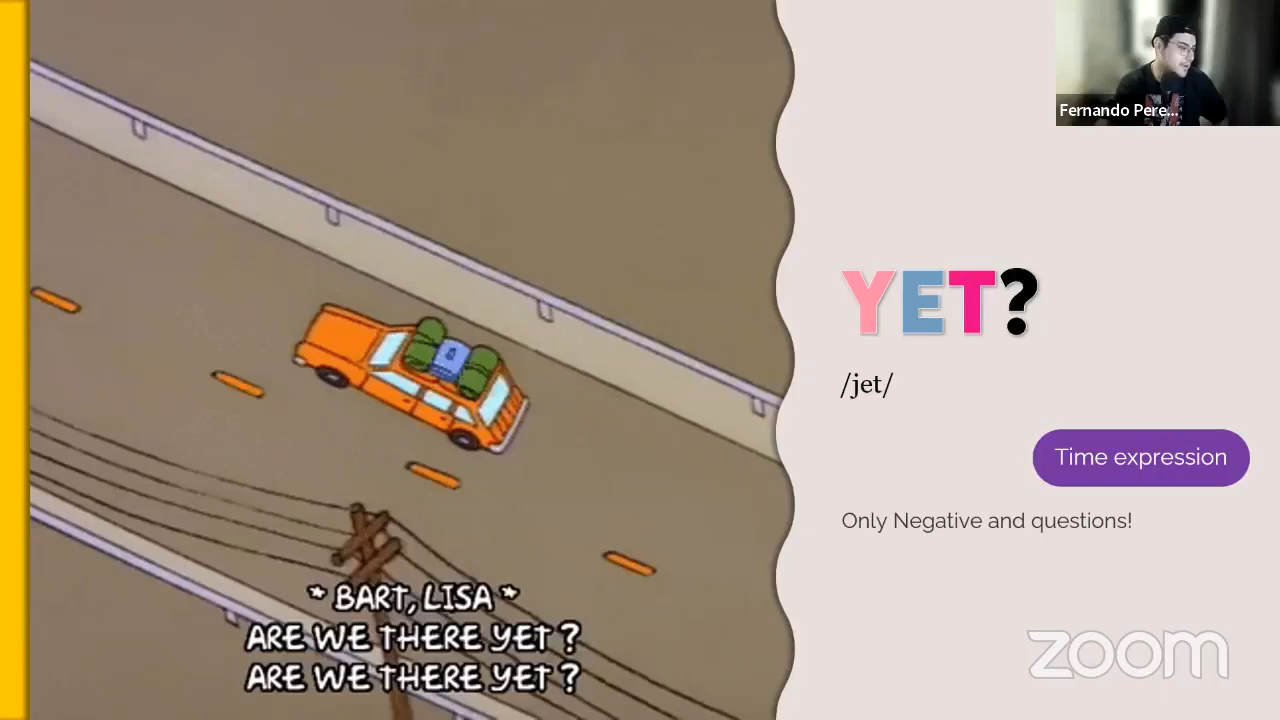 Fernando Pere...
YET?
/jet/
Time expression
Only Negative and questions!
* BART, LISA *
ARE WE THERE YET ?
ARE WE THERE YET ?
zoom